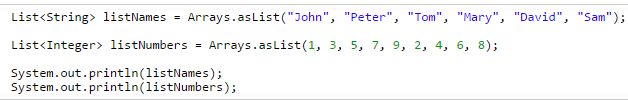 List<String> listNames = Arrays.asList("John", "Peter", "Tom", "Mary", "David", "Sam");
List<Integer> listNumbers = Arrays.asList(1, 3, 5, 7, 9, 2, 4, 6, 8);
System.out.println(listNames);
System.out.println(listNumbers);